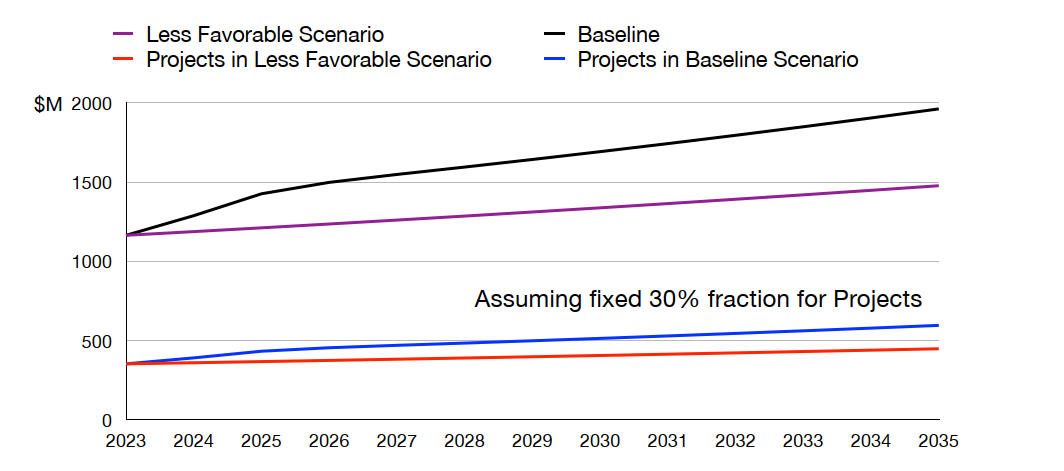 Less Favorable Scenario
Baseline
Projects in Less Favorable Scenario
Projects in Baseline Scenario
$M 2000
1500
1000
Assuming fixed 30% fraction for Projects
500
0
2023 2024 2025 2026 2027 2028 2029 2030 2031 2032 2033 2034 2035